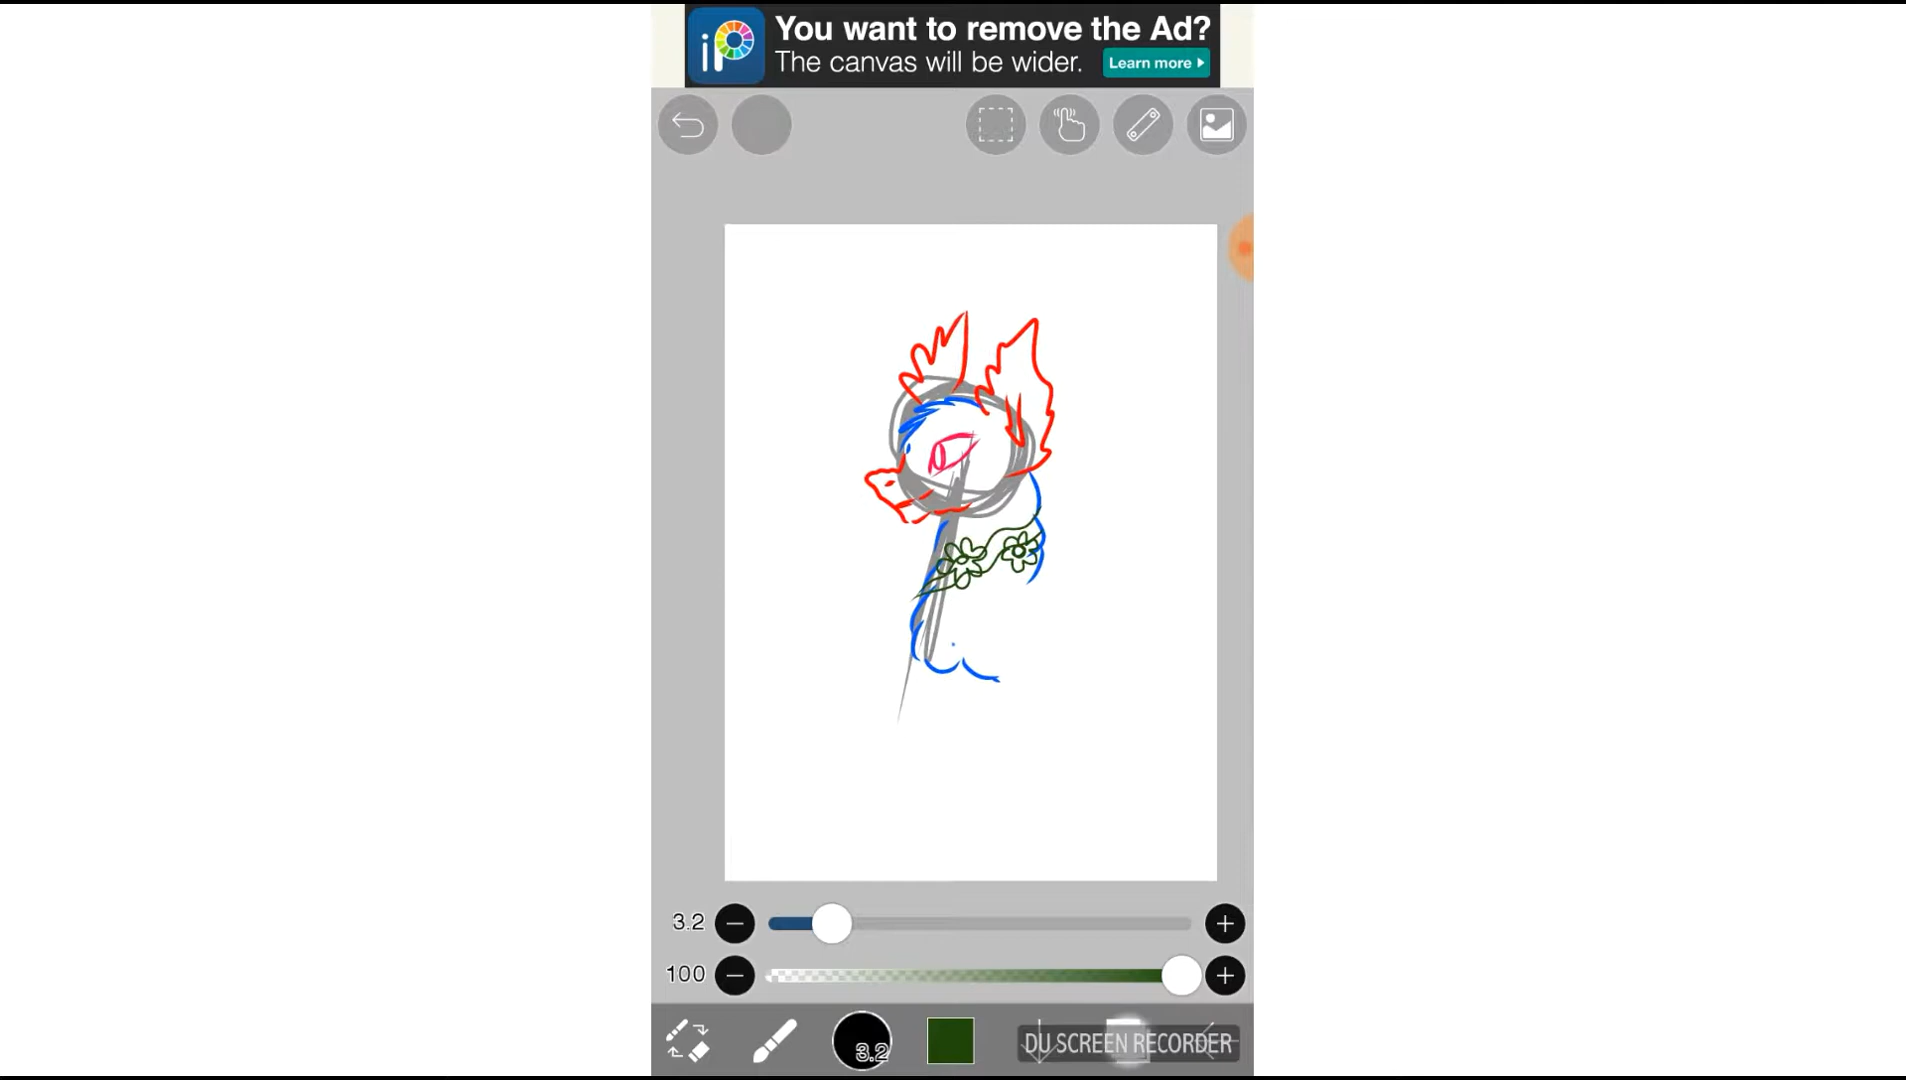 iP
You want to remove the Ad?
The canvas will be wider.
Learn more
3.2
100
3.2
DU SCREEN RECORDER